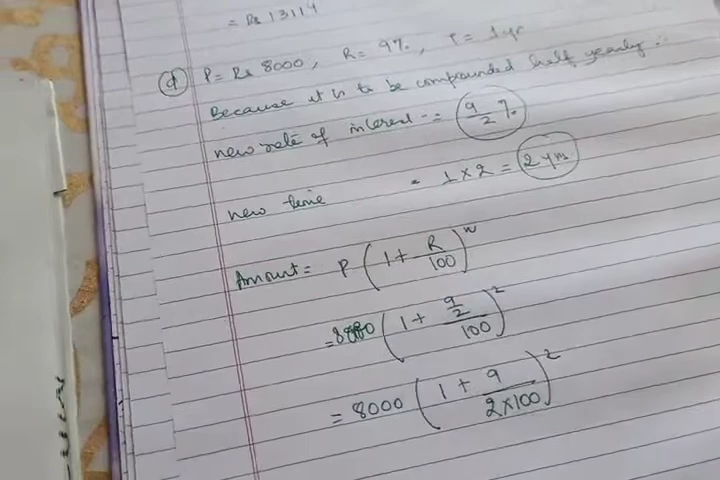 = Rs 13114
(d) P = Rs 8000, R = 9%, T = 1 yr
Because it is to be compounded half yearly :.
new rate of interest = 9/2 %
new time = 1 × 2 = 2 yrs
Amount = P (1 + R/100)^n
= 8000 (1 + 9/2/100)^2
= 8000 (1 + 9/2×100)^2